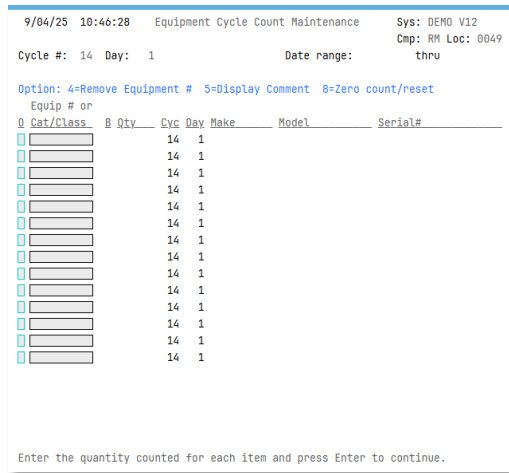 9/04/25 10:46:28 Equipment Cycle Count Maintenance Sys: DEMO V12
Cmp: RM Loc: 0049
Cycle #: 14 Day: 1 Date range: thru
Option: 4=Remove Equipment # 5=Display Comment 8=Zero count/reset
Equip # or
O Cat/Class B Qty Cyc Day Make Model Serial#
14 1
14 1
14 1
14 1
14 1
14 1
14 1
14 1
14 1
14 1
14 1
14 1
14 1
14 1
Enter the quantity counted for each item and press Enter to continue.